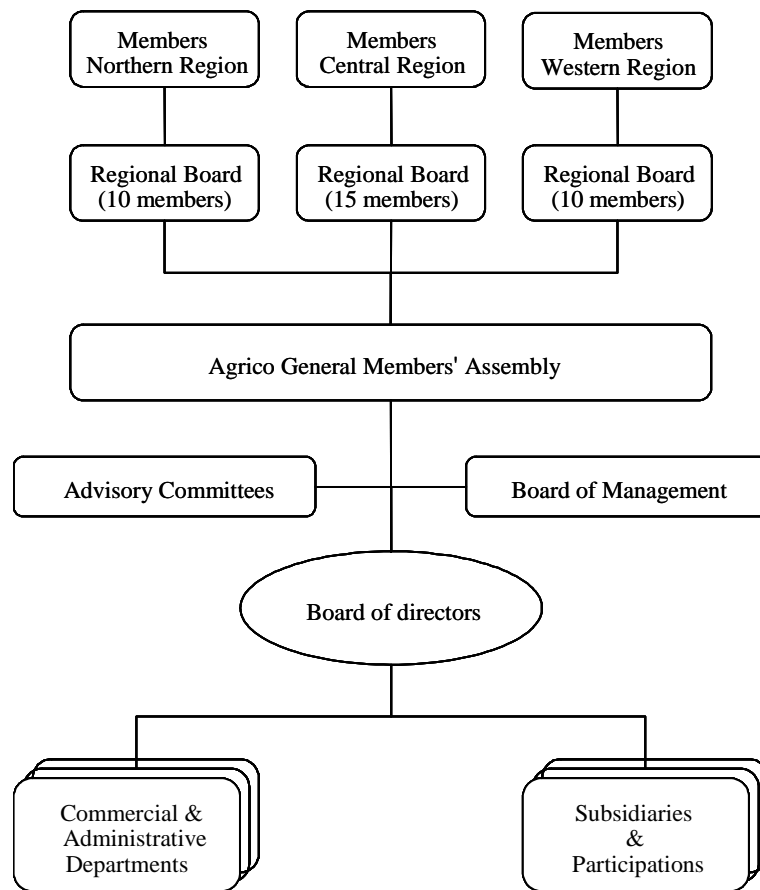 Members
Northern Region
Members
Central Region
Members
Western Region
Regional Board
(10 members)
Regional Board
(15 members)
Regional Board
(10 members)
Agrico General Members' Assembly
Advisory Committees
Board of Management
Board of directors
Commercial &
Administrative
Departments
Subsidiaries
&
Participations